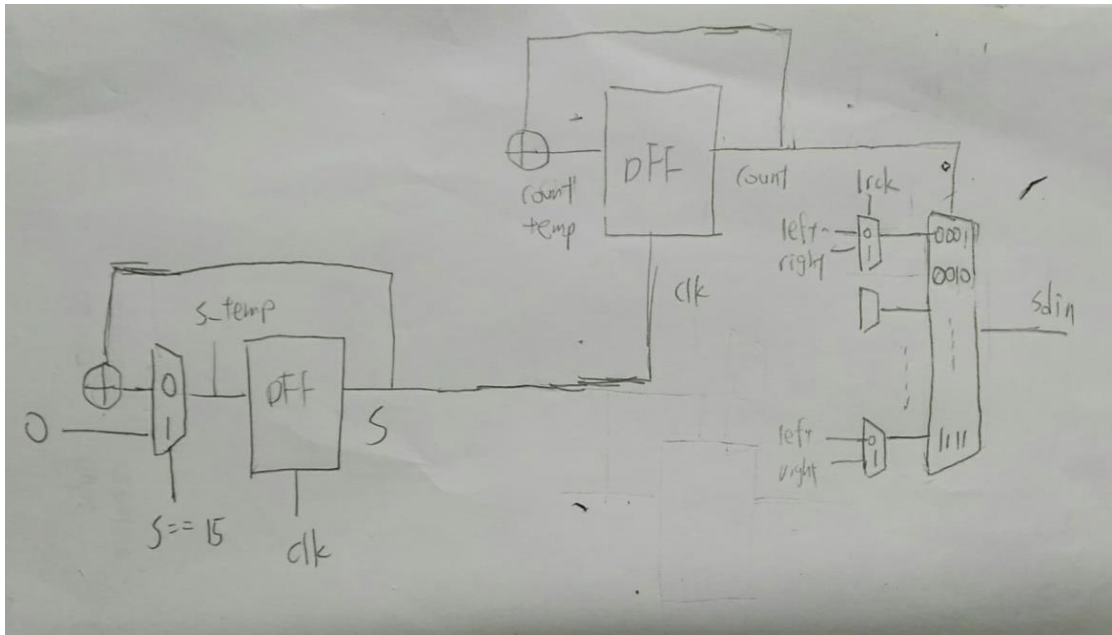 DFF
count
temp
count
lrck
left
right
0
1
0001
0010
clk
sdin
s_temp
0
1
DFF
S
0
S==15
clk
left
right
0
1
1111